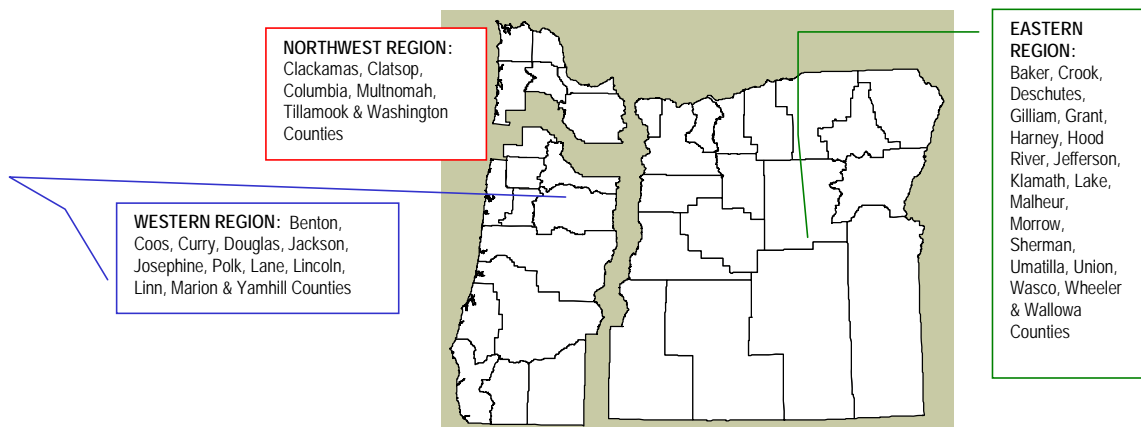 NORTHWEST REGION:
Clackamas, Clatsop,
Columbia, Multnomah,
Tillamook & Washington
Counties
WESTERN REGION: Benton,
Coos, Curry, Douglas, Jackson,
Josephine, Polk, Lane, Lincoln,
Linn, Marion & Yamhill Counties
EASTERN
REGION:
Baker, Crook,
Deschutes,
Gilliam, Grant,
Harney, Hood
River, Jefferson,
Klamath, Lake,
Malheur,
Morrow,
Sherman,
Umatilla, Union,
Wasco, Wheeler
& Wallowa
Counties